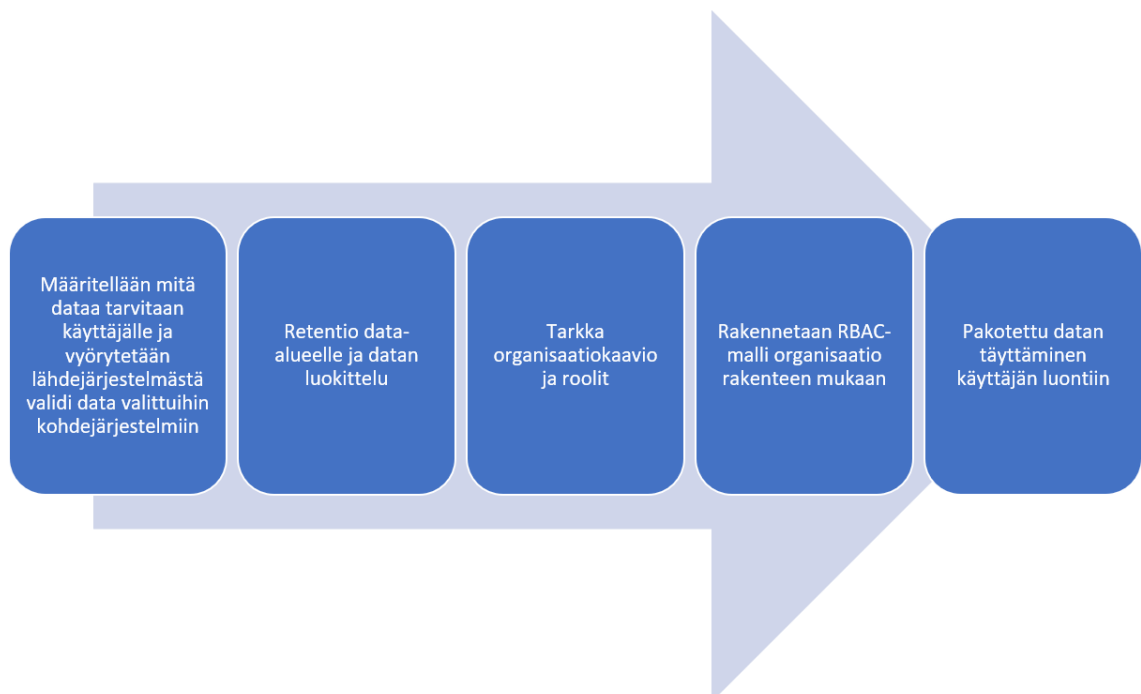 Määritellään mitä
dataa tarvitaan
käyttäjälle ja
vyörytetään
lähdejärjestelmästä
validi data valittuihin
kohdejärjestelmiin
Retentio data-
alueelle ja datan
luokittelu
Tarkka
organisaatiokaavio
ja roolit
Rakennetaan RBAC-
malli organisaatio
rakenteen mukaan
Pakotettu datan
täyttäminen
käyttäjän luontiin